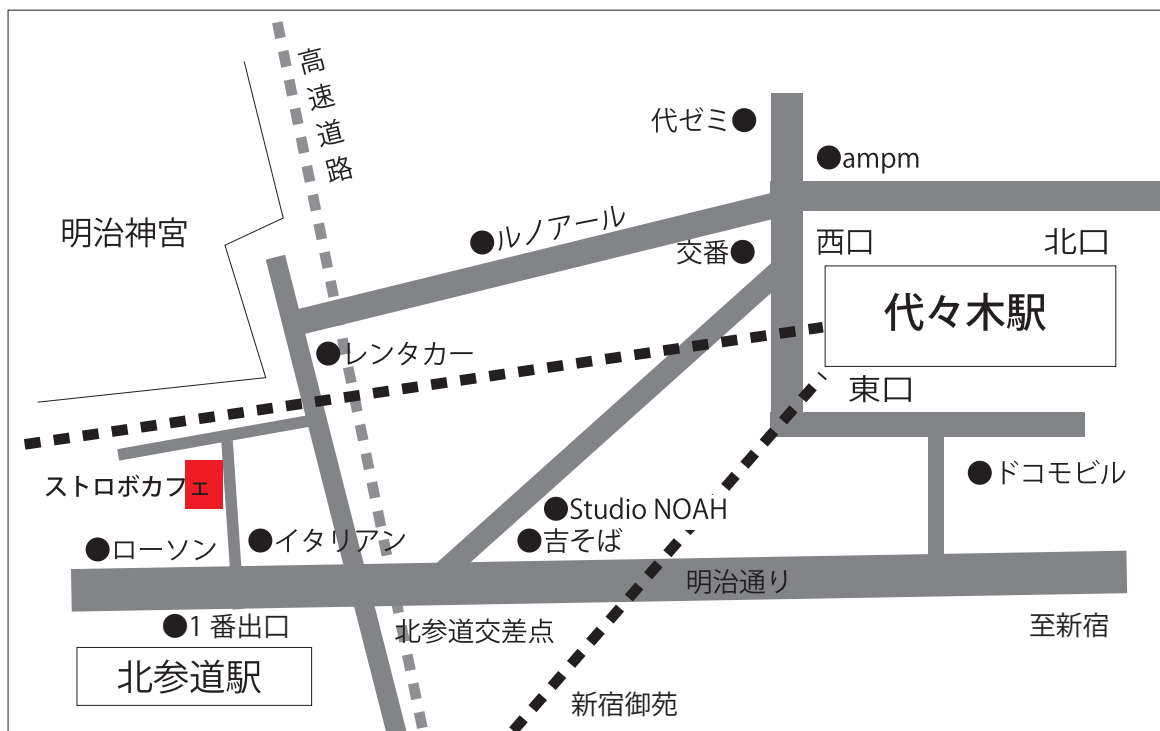 高速道路
代ゼミ
ampm
明治神宮
ルノアール
交番
西口
北口
代々木駅
レンタカー
東口
ストロボカフェ
ドコモビル
Studio NOAH
ローソン
イタリアン
吉そば
明治通り
1 番出口
北参道交差点
至新宿
北参道駅
新宿御苑